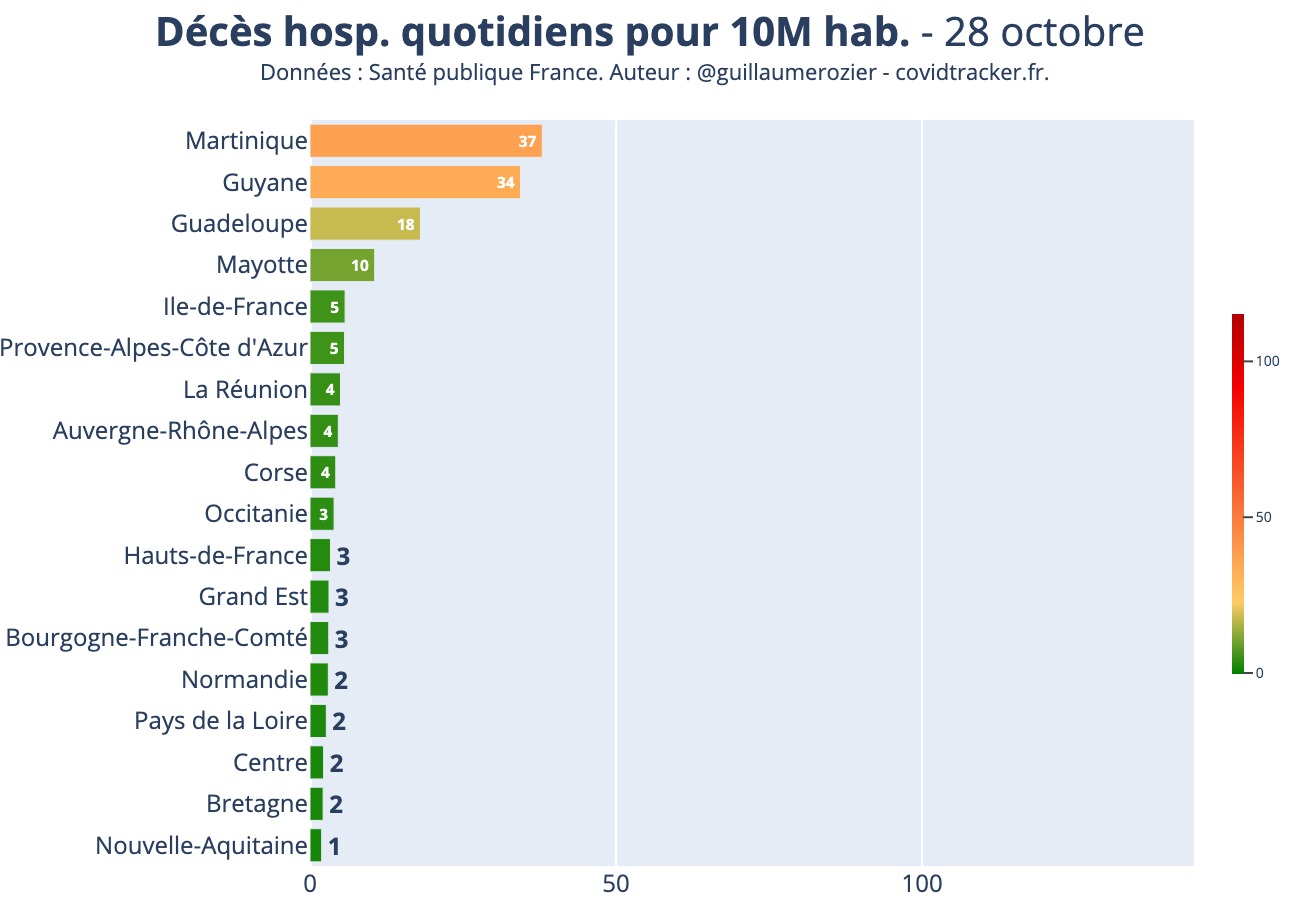 Décès hosp. quotidiens pour 10M hab. - 28 octobre
Données : Santé publique France. Auteur : @guillaumerozier - covidtracker.fr.
Martinique 37
Guyane 34
Guadeloupe 18
Mayotte 10
Ile-de-France 5
Provence-Alpes-Côte d'Azur 5
La Réunion 4
Auvergne-Rhône-Alpes 4
Corse 4
Occitanie 3
Hauts-de-France 3
Grand Est 3
Bourgogne-Franche-Comté 3
Normandie 2
Pays de la Loire 2
Centre 2
Bretagne 2
Nouvelle-Aquitaine 1
0 50 100
100
50
0